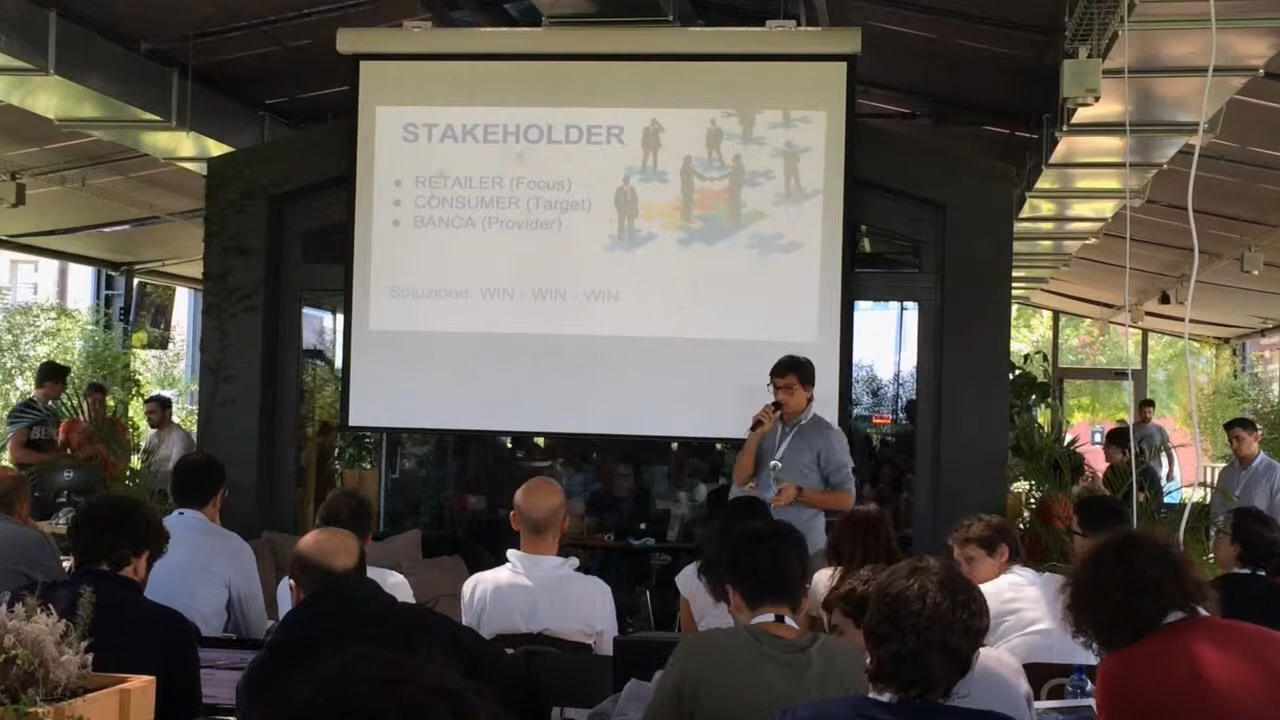 STAKEHOLDER
● RETAILER (Focus)
● CONSUMER (Target)
● BANCA (Provider)
Soluzione: WIN - WIN - WIN